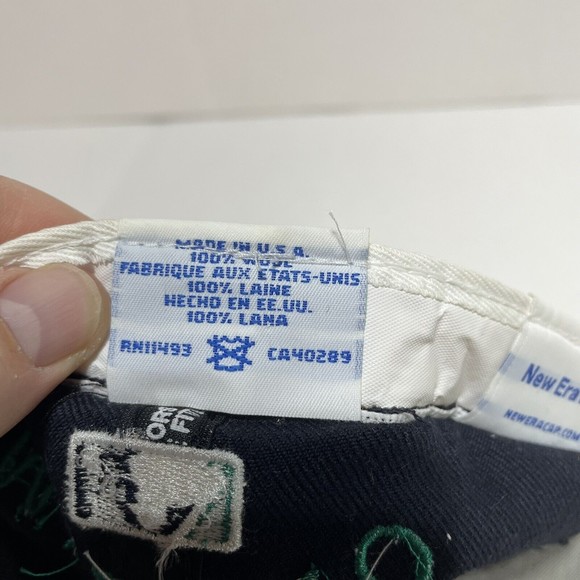 MADE IN U.S.A.
100% WOOL
FABRIQUE AUX ETATS-UNIS
100% LAINE
HECHO EN EE.UU.
100% LANA
RN11493 CA40289
New Era
NEWERACAP.COM